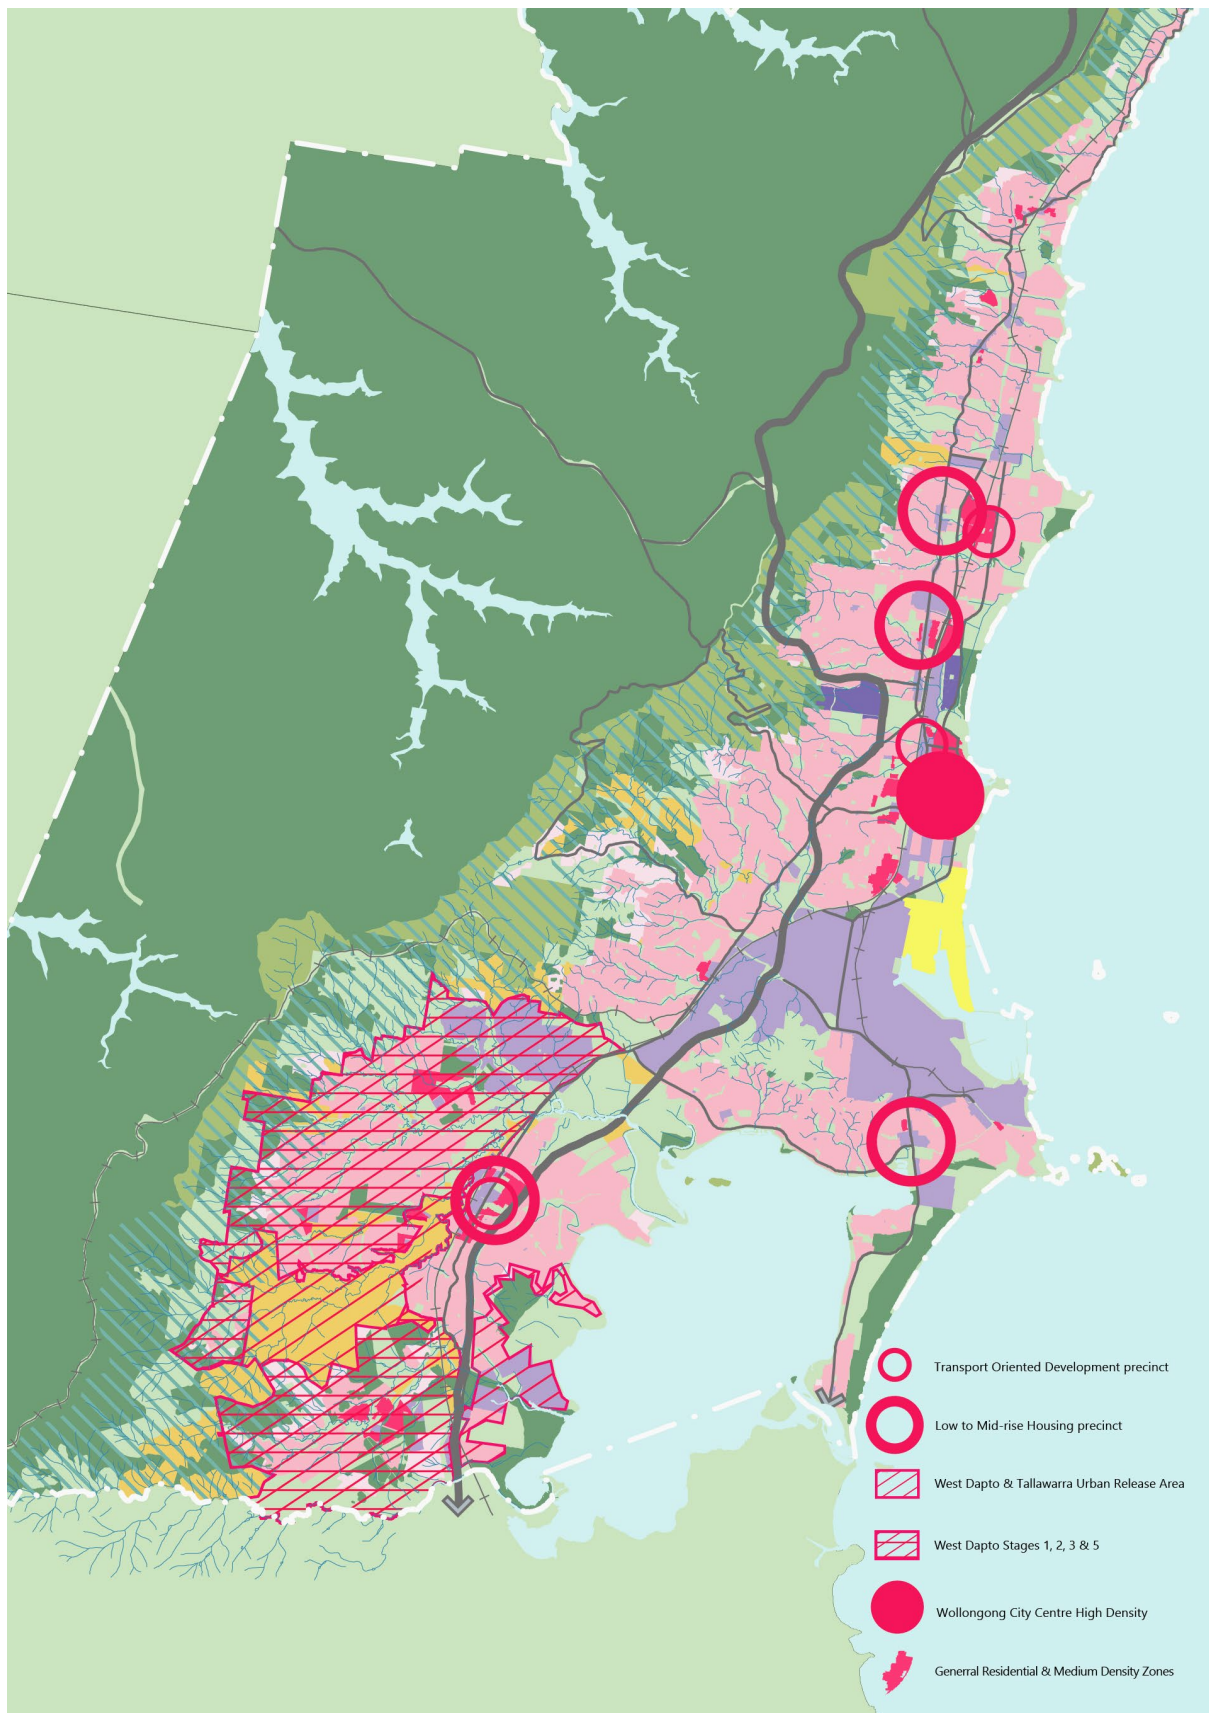 Transport Oriented Development precinct
Low to Mid-rise Housing precinct
West Dapto & Tallawarra Urban Release Area
West Dapto Stages 1, 2, 3 & 5
Wollongong City Centre High Density
Generral Residential & Medium Density Zones